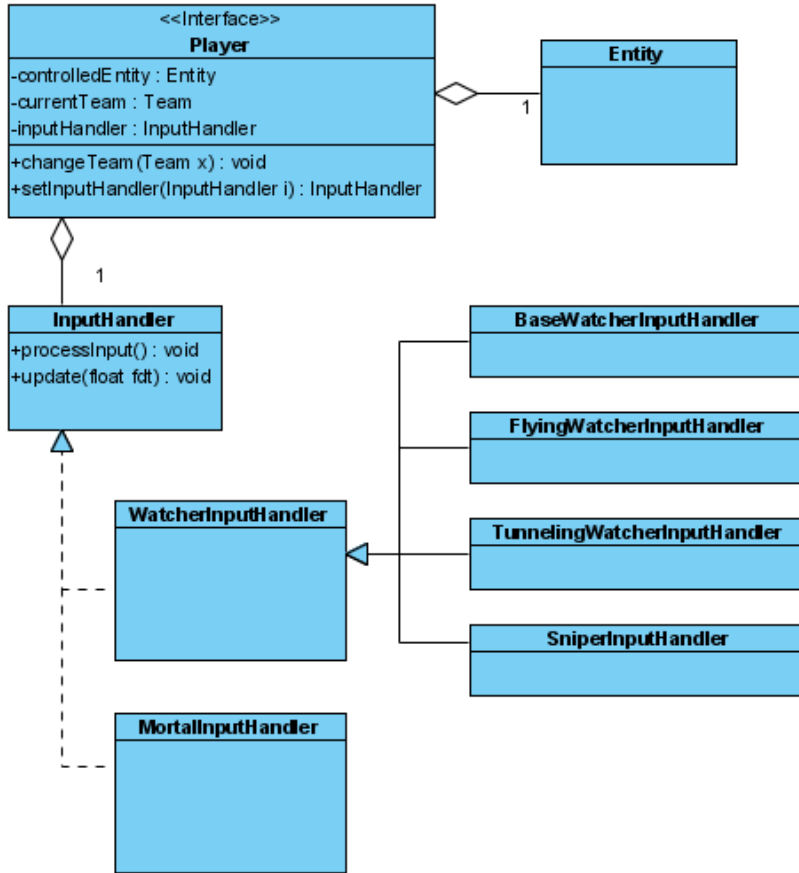 <<Interface>>
Player
-controlledEntity : Entity
-currentTeam : Team
-inputHandler : InputHandler
+changeTeam(Team x) : void
+setInputHandler(InputHandler i) : InputHandler
1
Entity
1
InputHandler
+processInput() : void
+update(float fdt) : void
BaseWatcherInputHandler
FlyingWatcherInputHandler
WatcherInputHandler
TunnelingWatcherInputHandler
SniperInputHandler
MortalInputHandler